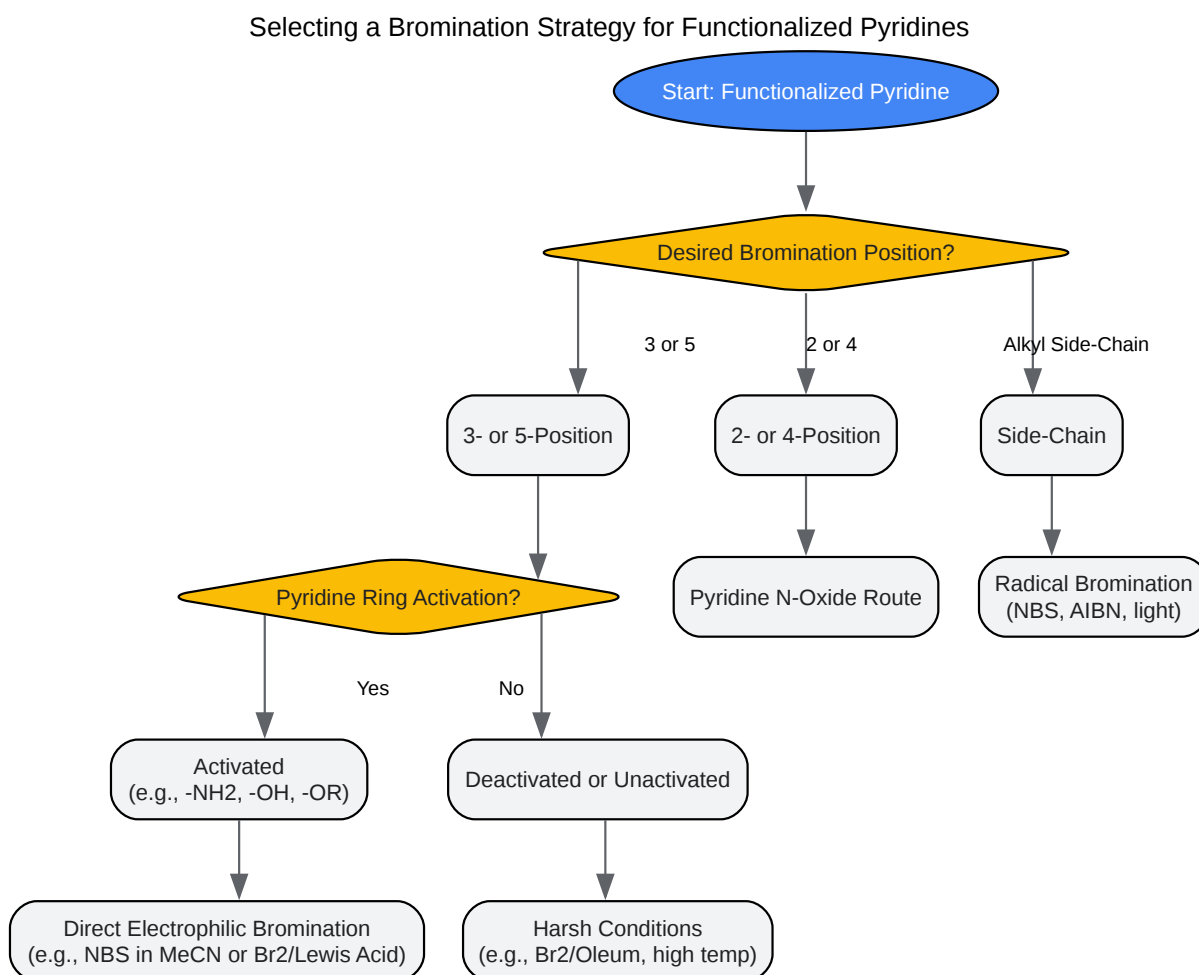 Selecting a Bromination Strategy for Functionalized Pyridines
Start: Functionalized Pyridine
Desired Bromination Position?
3 or 5
2 or 4
Alkyl Side-Chain
3- or 5-Position
2- or 4-Position
Side-Chain
Pyridine Ring Activation?
Pyridine N-Oxide Route
Radical Bromination
(NBS, AIBN, light)
Yes
No
Activated
(e.g., -NH2, -OH, -OR)
Deactivated or Unactivated
Direct Electrophilic Bromination
(e.g., NBS in MeCN or Br2/Lewis Acid)
Harsh Conditions
(e.g., Br2/Oleum, high temp)